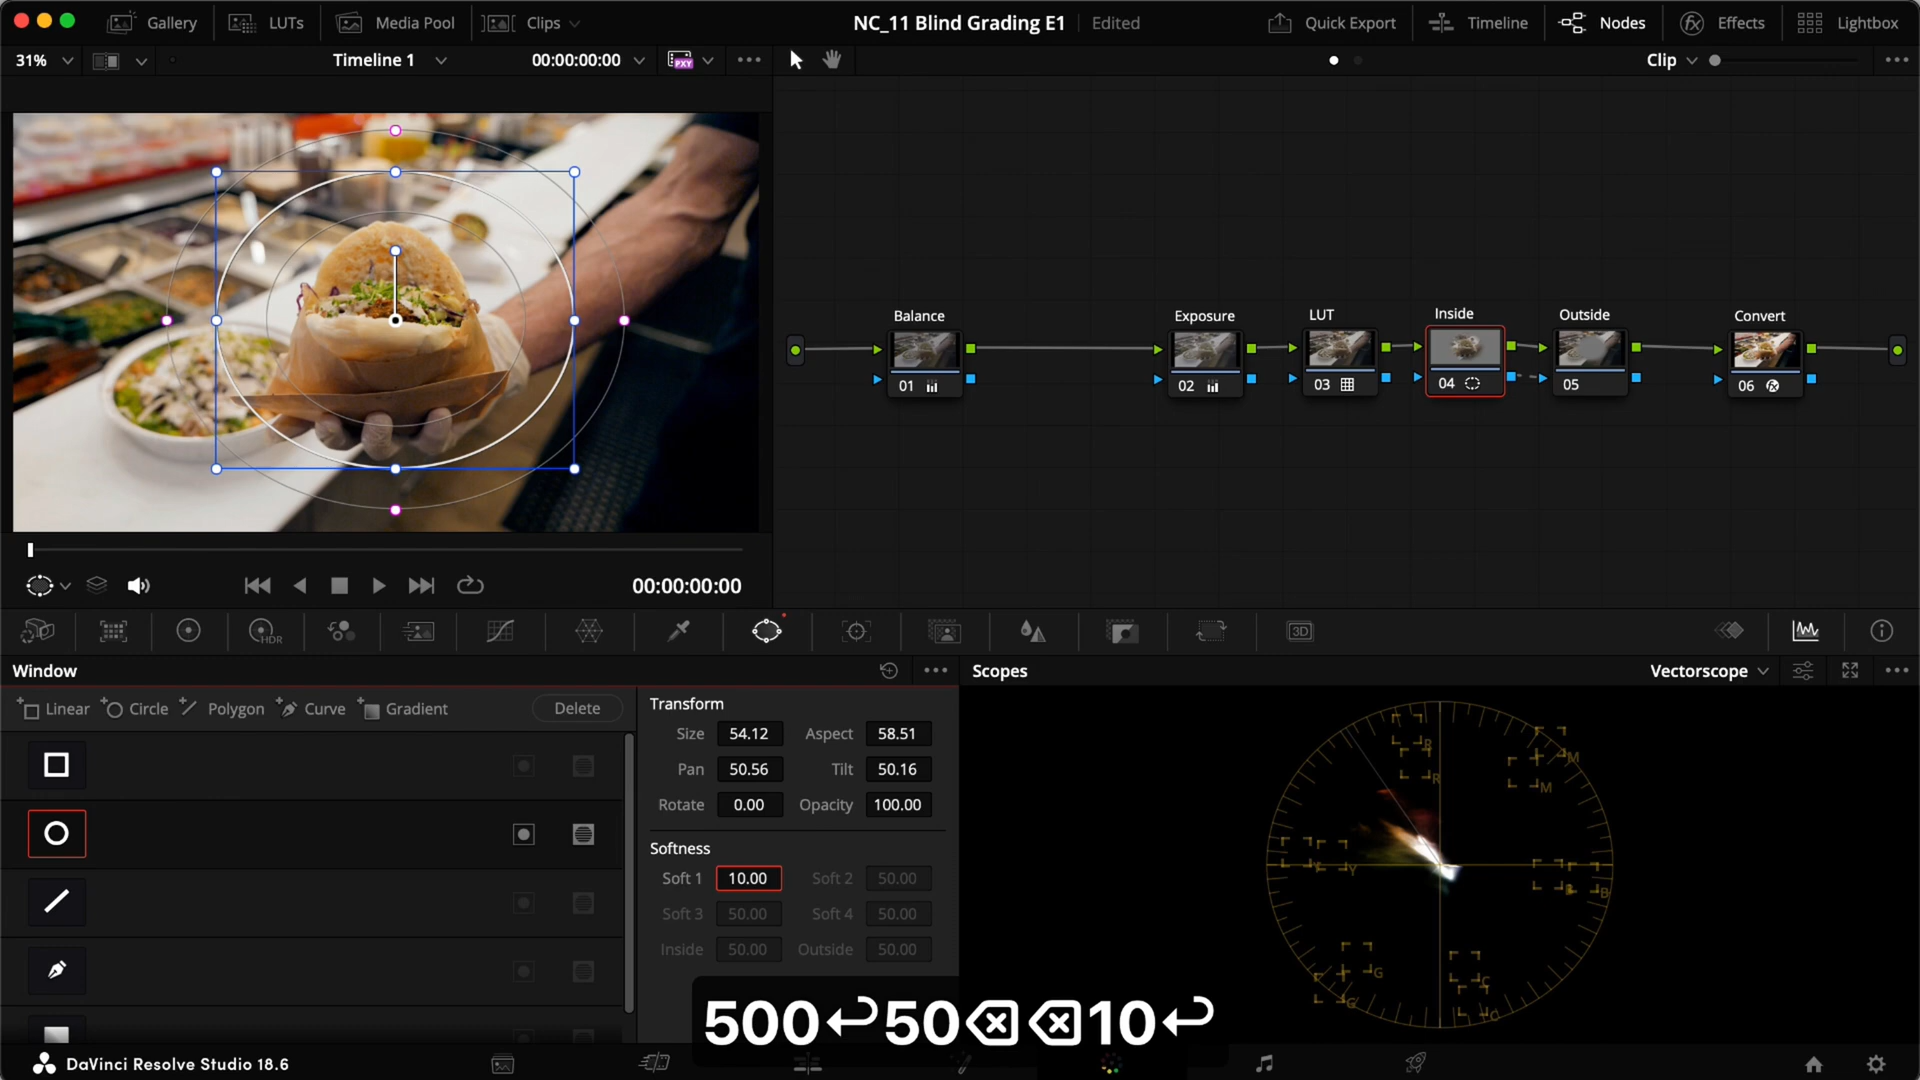 Gallery LUTs Media Pool Clips NC_11 Blind Grading E1 Edited Quick Export Timeline Nodes Effects Lightbox
31% Timeline 1 00:00:00:00 PXY Clip
Balance Exposure LUT Inside Outside Convert
01 02 03 04 05 06
00:00:00:00
HDR 3D
Window Scopes Vectorscope
Linear Circle Polygon Curve Gradient Delete
Transform
Size 54.12 Aspect 58.51
Pan 50.56 Tilt 50.16
Rotate 0.00 Opacity 100.00
Softness
Soft 1 10.00 Soft 2 50.00
Soft 3 50.00 Soft 4 50.00
Inside 50.00 Outside 50.00
R M
R M
Y Y B B
G C
G C
500↩50⌫⌫10↩
DaVinci Resolve Studio 18.6